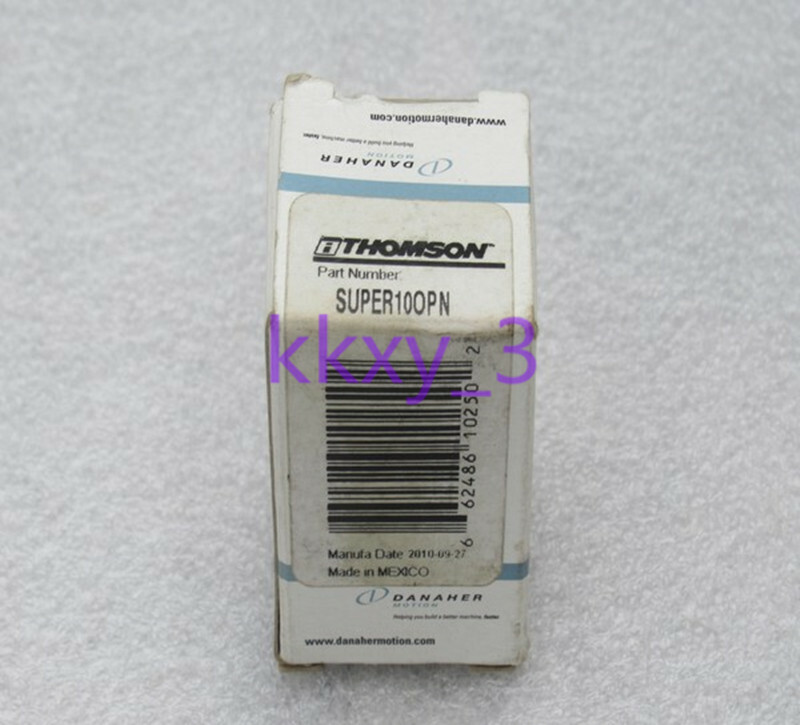 www.danahermotion.com
Helping you build a better machine, faster.
DANAHER
MOTION
THOMSON
Part Number:
SUPER10OPN
kkxy_3
6 62486 10250 2
Manufa Date 2010-09-27
Made in MEXICO
DANAHER
MOTION
Helping you build a better machine, faster
www.danahermotion.com